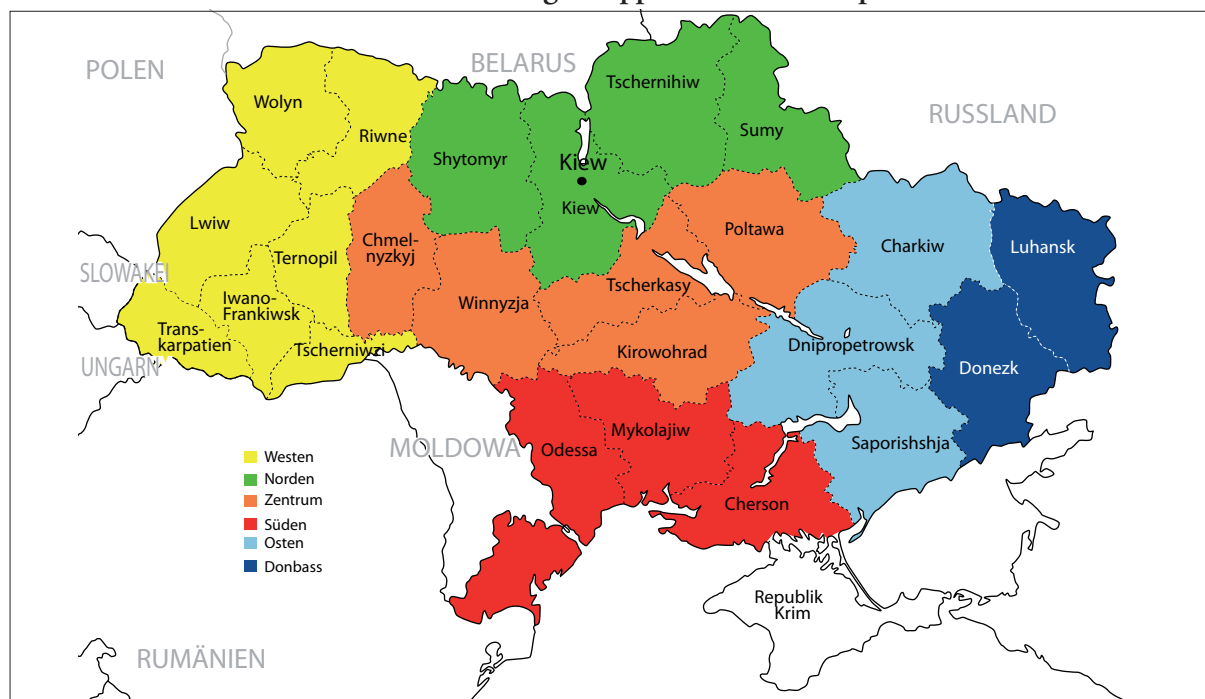 POLEN
BELARUS
RUSSLAND
Wolyn
Riwne
Tschernihiw
Sumy
Shytomyr
Kiew
Kiew
Lwiw
Ternopil
Chmel-
nyzkyj
Poltawa
Charkiw
Luhansk
SLOWAKEI
Iwano-
Frankiwsk
Winnyzja
Tscherkasy
Trans-
karpatien
Tscherniwzi
Kirowohrad
Dnipropetrowsk
Donezk
UNGARN
MOLDOWA
Odessa
Mykolajiw
Saporishshja
Cherson
Westen
Norden
Zentrum
Süden
Osten
Donbass
Republik
Krim
RUMÄNIEN